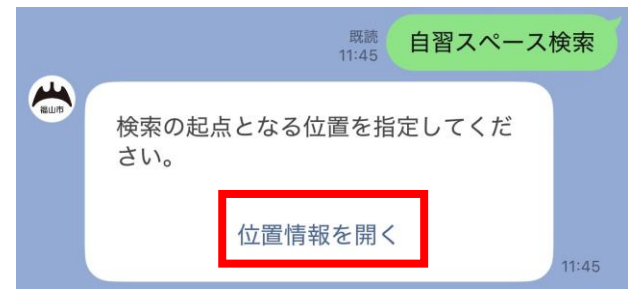 既読
11:45
自習スペース検索
福山市
検索の起点となる位置を指定してくだ
さい。
位置情報を開く
11:45